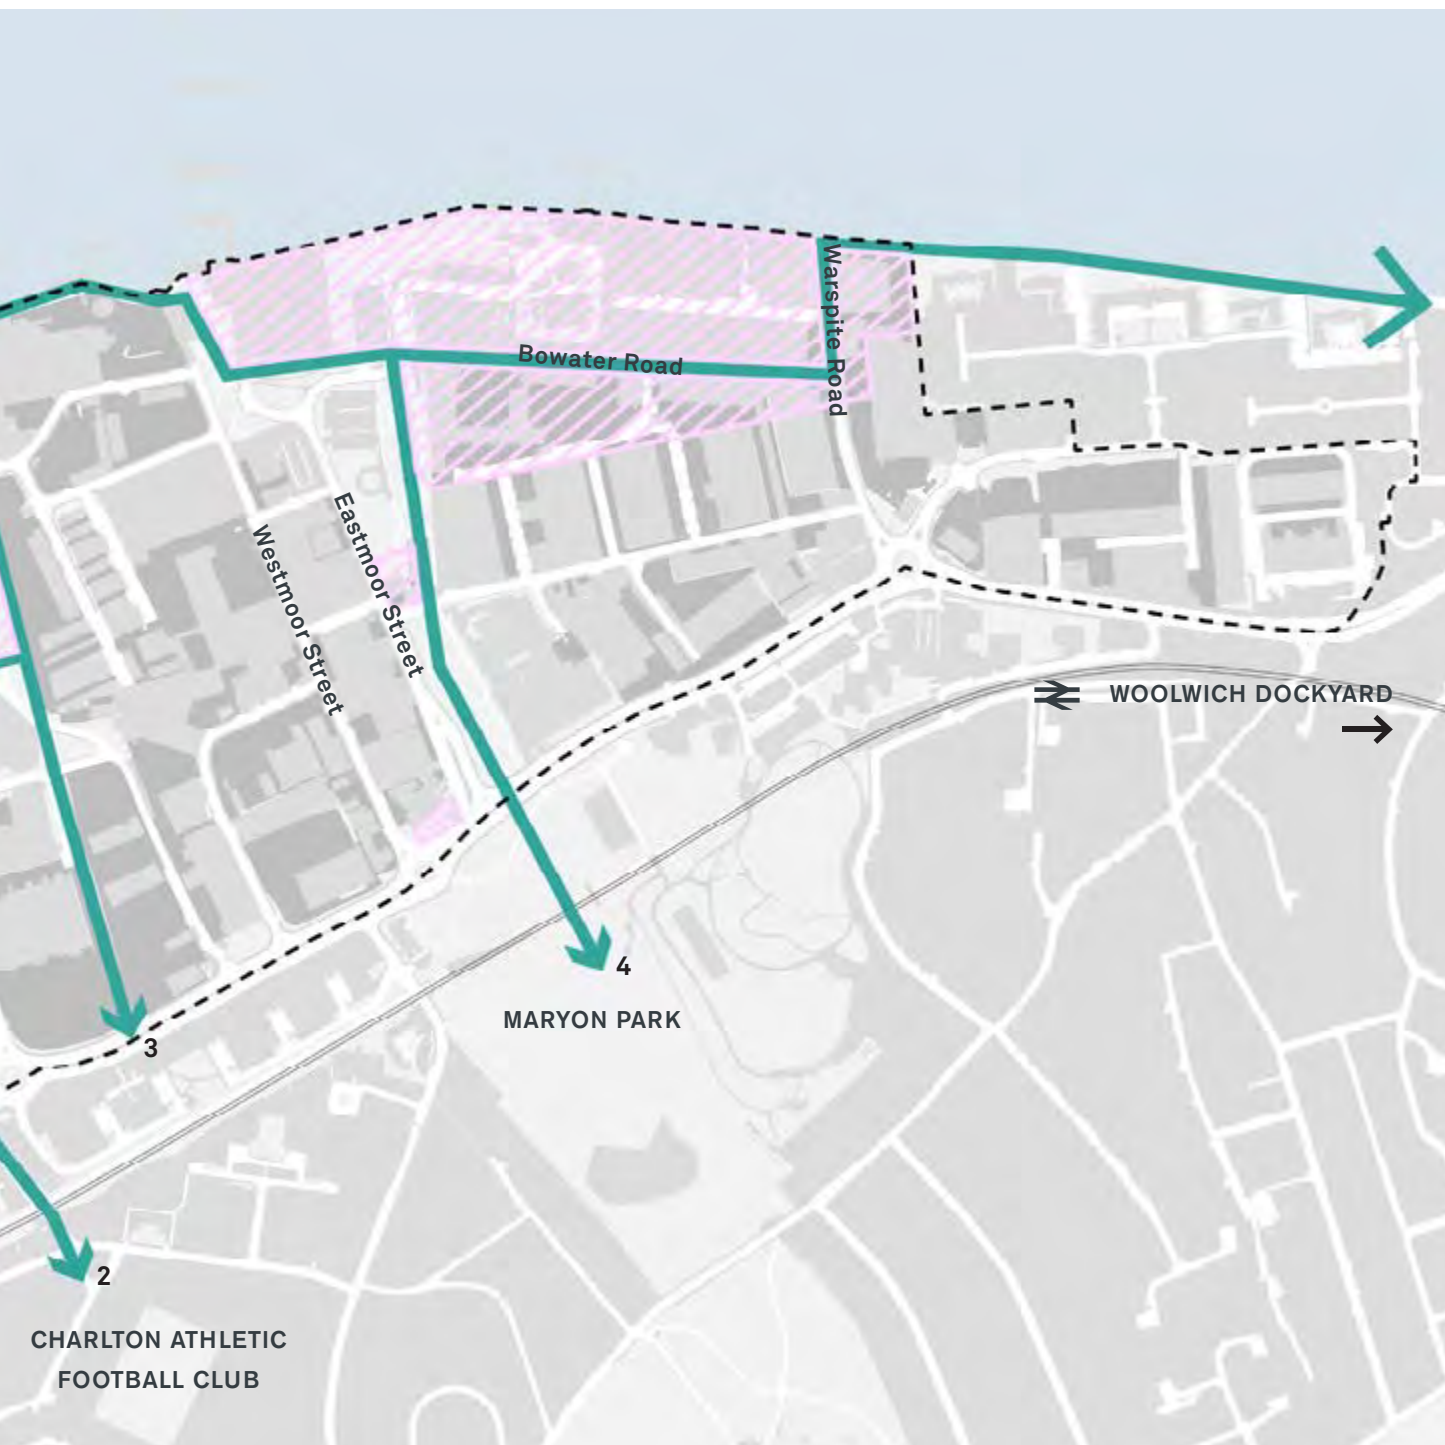 Warspite Road
Bowater Road
Eastmoor Street
Westmoor Street
WOOLWICH DOCKYARD
4
MARYON PARK
3
2
CHARLTON ATHLETIC
FOOTBALL CLUB